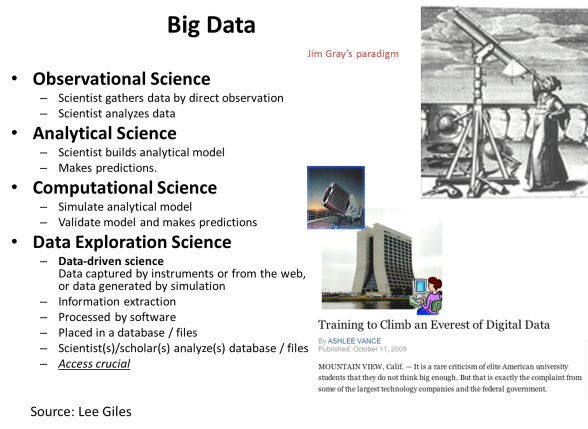 Big Data
Jim Gray's paradigm
• Observational Science
– Scientist gathers data by direct observation
– Scientist analyzes data
• Analytical Science
– Scientist builds analytical model
– Makes predictions.
• Computational Science
– Simulate analytical model
– Validate model and makes predictions
• Data Exploration Science
– Data-driven science
Data captured by instruments or from the web,
or data generated by simulation
– Information extraction
– Processed by software
– Placed in a database / files
– Scientist(s)/scholar(s) analyze(s) database / files
– Access crucial
Training to Climb an Everest of Digital Data
By ASHLEE VANCE
Published: October 11, 2009
MOUNTAIN VIEW, Calif. — It is a rare criticism of elite American university
students that they do not think big enough. But that is exactly the complaint from
some of the largest technology companies and the federal government.
Source: Lee Giles